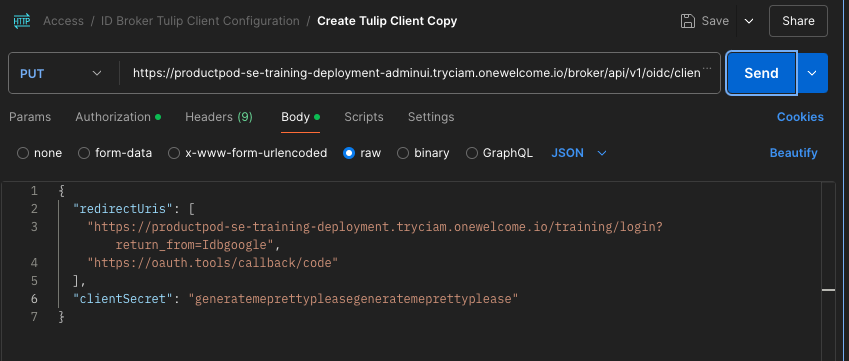 HTTP Access / ID Broker Tulip Client Configuration / Create Tulip Client Copy Save Share
PUT https://productpod-se-training-deployment-adminui.tryciam.onewelcome.io/broker/api/v1/oidc/clien... Send
Params Authorization Headers (9) Body Scripts Settings Cookies
none form-data x-www-form-urlencoded raw binary GraphQL JSON Beautify
1 {
2 "redirectUris": [
3 "https://productpod-se-training-deployment.tryciam.onewelcome.io/training/login?
return_from=Idbgoogle",
4 "https://oauth.tools/callback/code"
5 ],
6 "clientSecret": "generatemeprettypleasegeneratemeprettyplease"
7 }